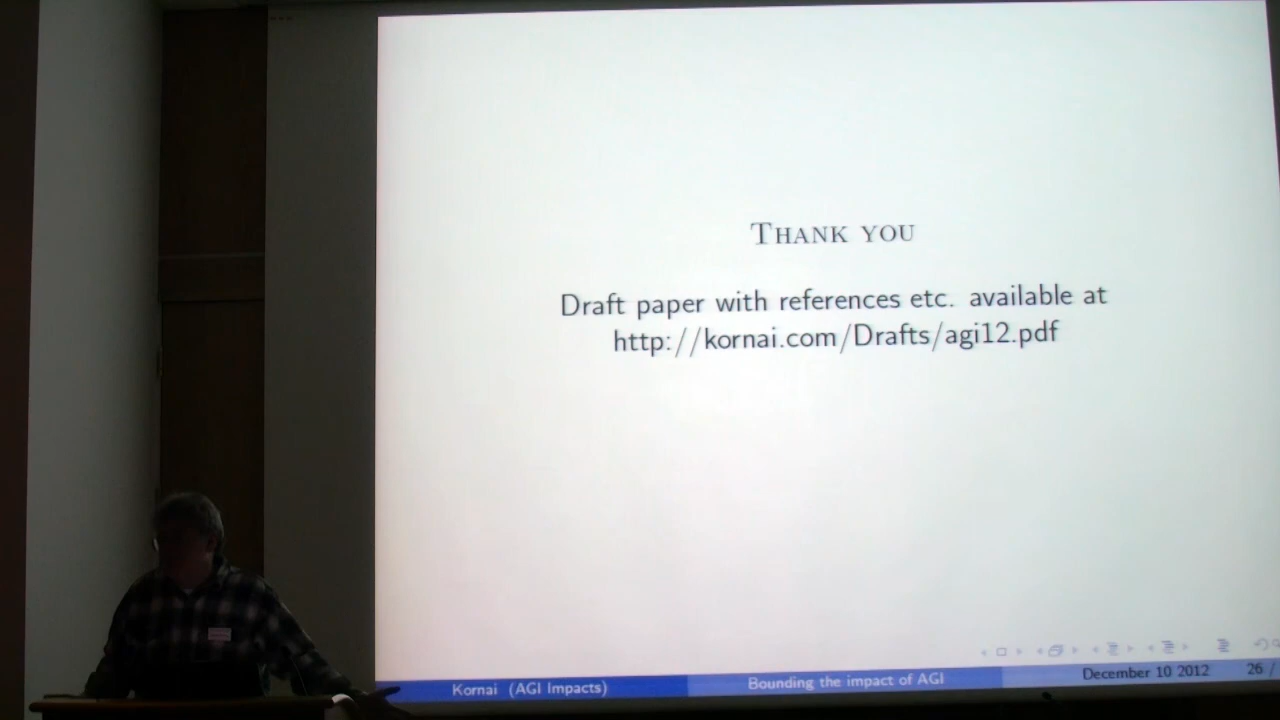 THANK YOU
Draft paper with references etc. available at
http://kornai.com/Drafts/agi12.pdf
Kornai (AGI Impacts)
Bounding the impact of AGI
December 10 2012
26 /